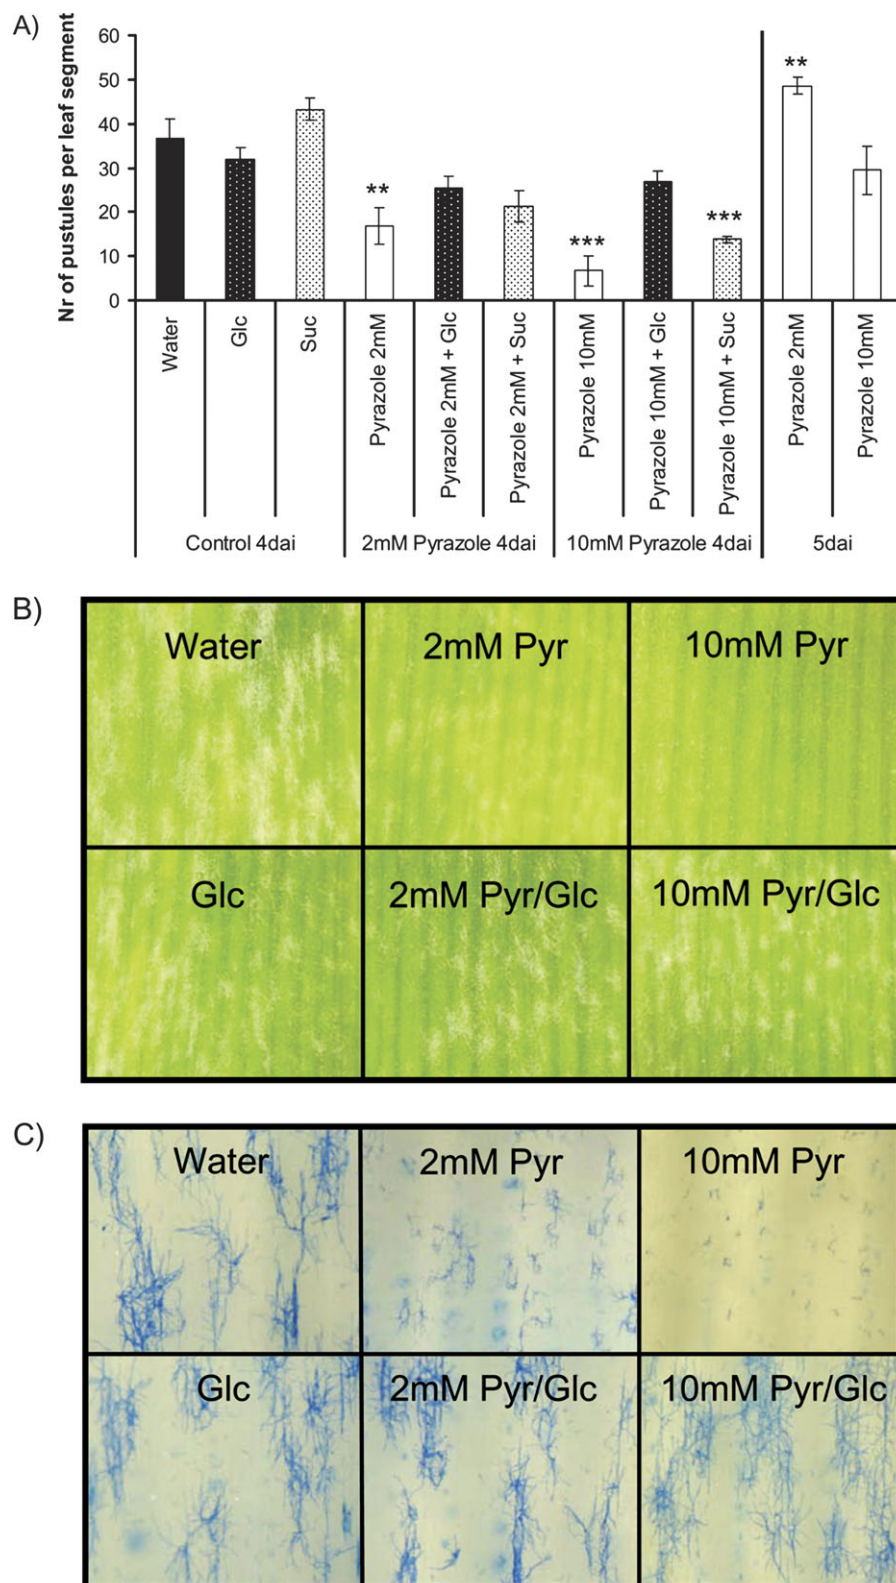 A)
Nr of pustules per leaf segment
60
50
40
30
20
10
0
**
***
***
**
Water
Glc
Suc
Pyrazole 2mM
Pyrazole 2mM + Glc
Pyrazole 2mM + Suc
Pyrazole 10mM
Pyrazole 10mM + Glc
Pyrazole 10mM + Suc
Pyrazole 2mM
Pyrazole 10mM
Control 4dai
2mM Pyrazole 4dai
10mM Pyrazole 4dai
5dai
B)
Water
2mM Pyr
10mM Pyr
Glc
2mM Pyr/Glc
10mM Pyr/Glc
C)
Water
2mM Pyr
10mM Pyr
Glc
2mM Pyr/Glc
10mM Pyr/Glc